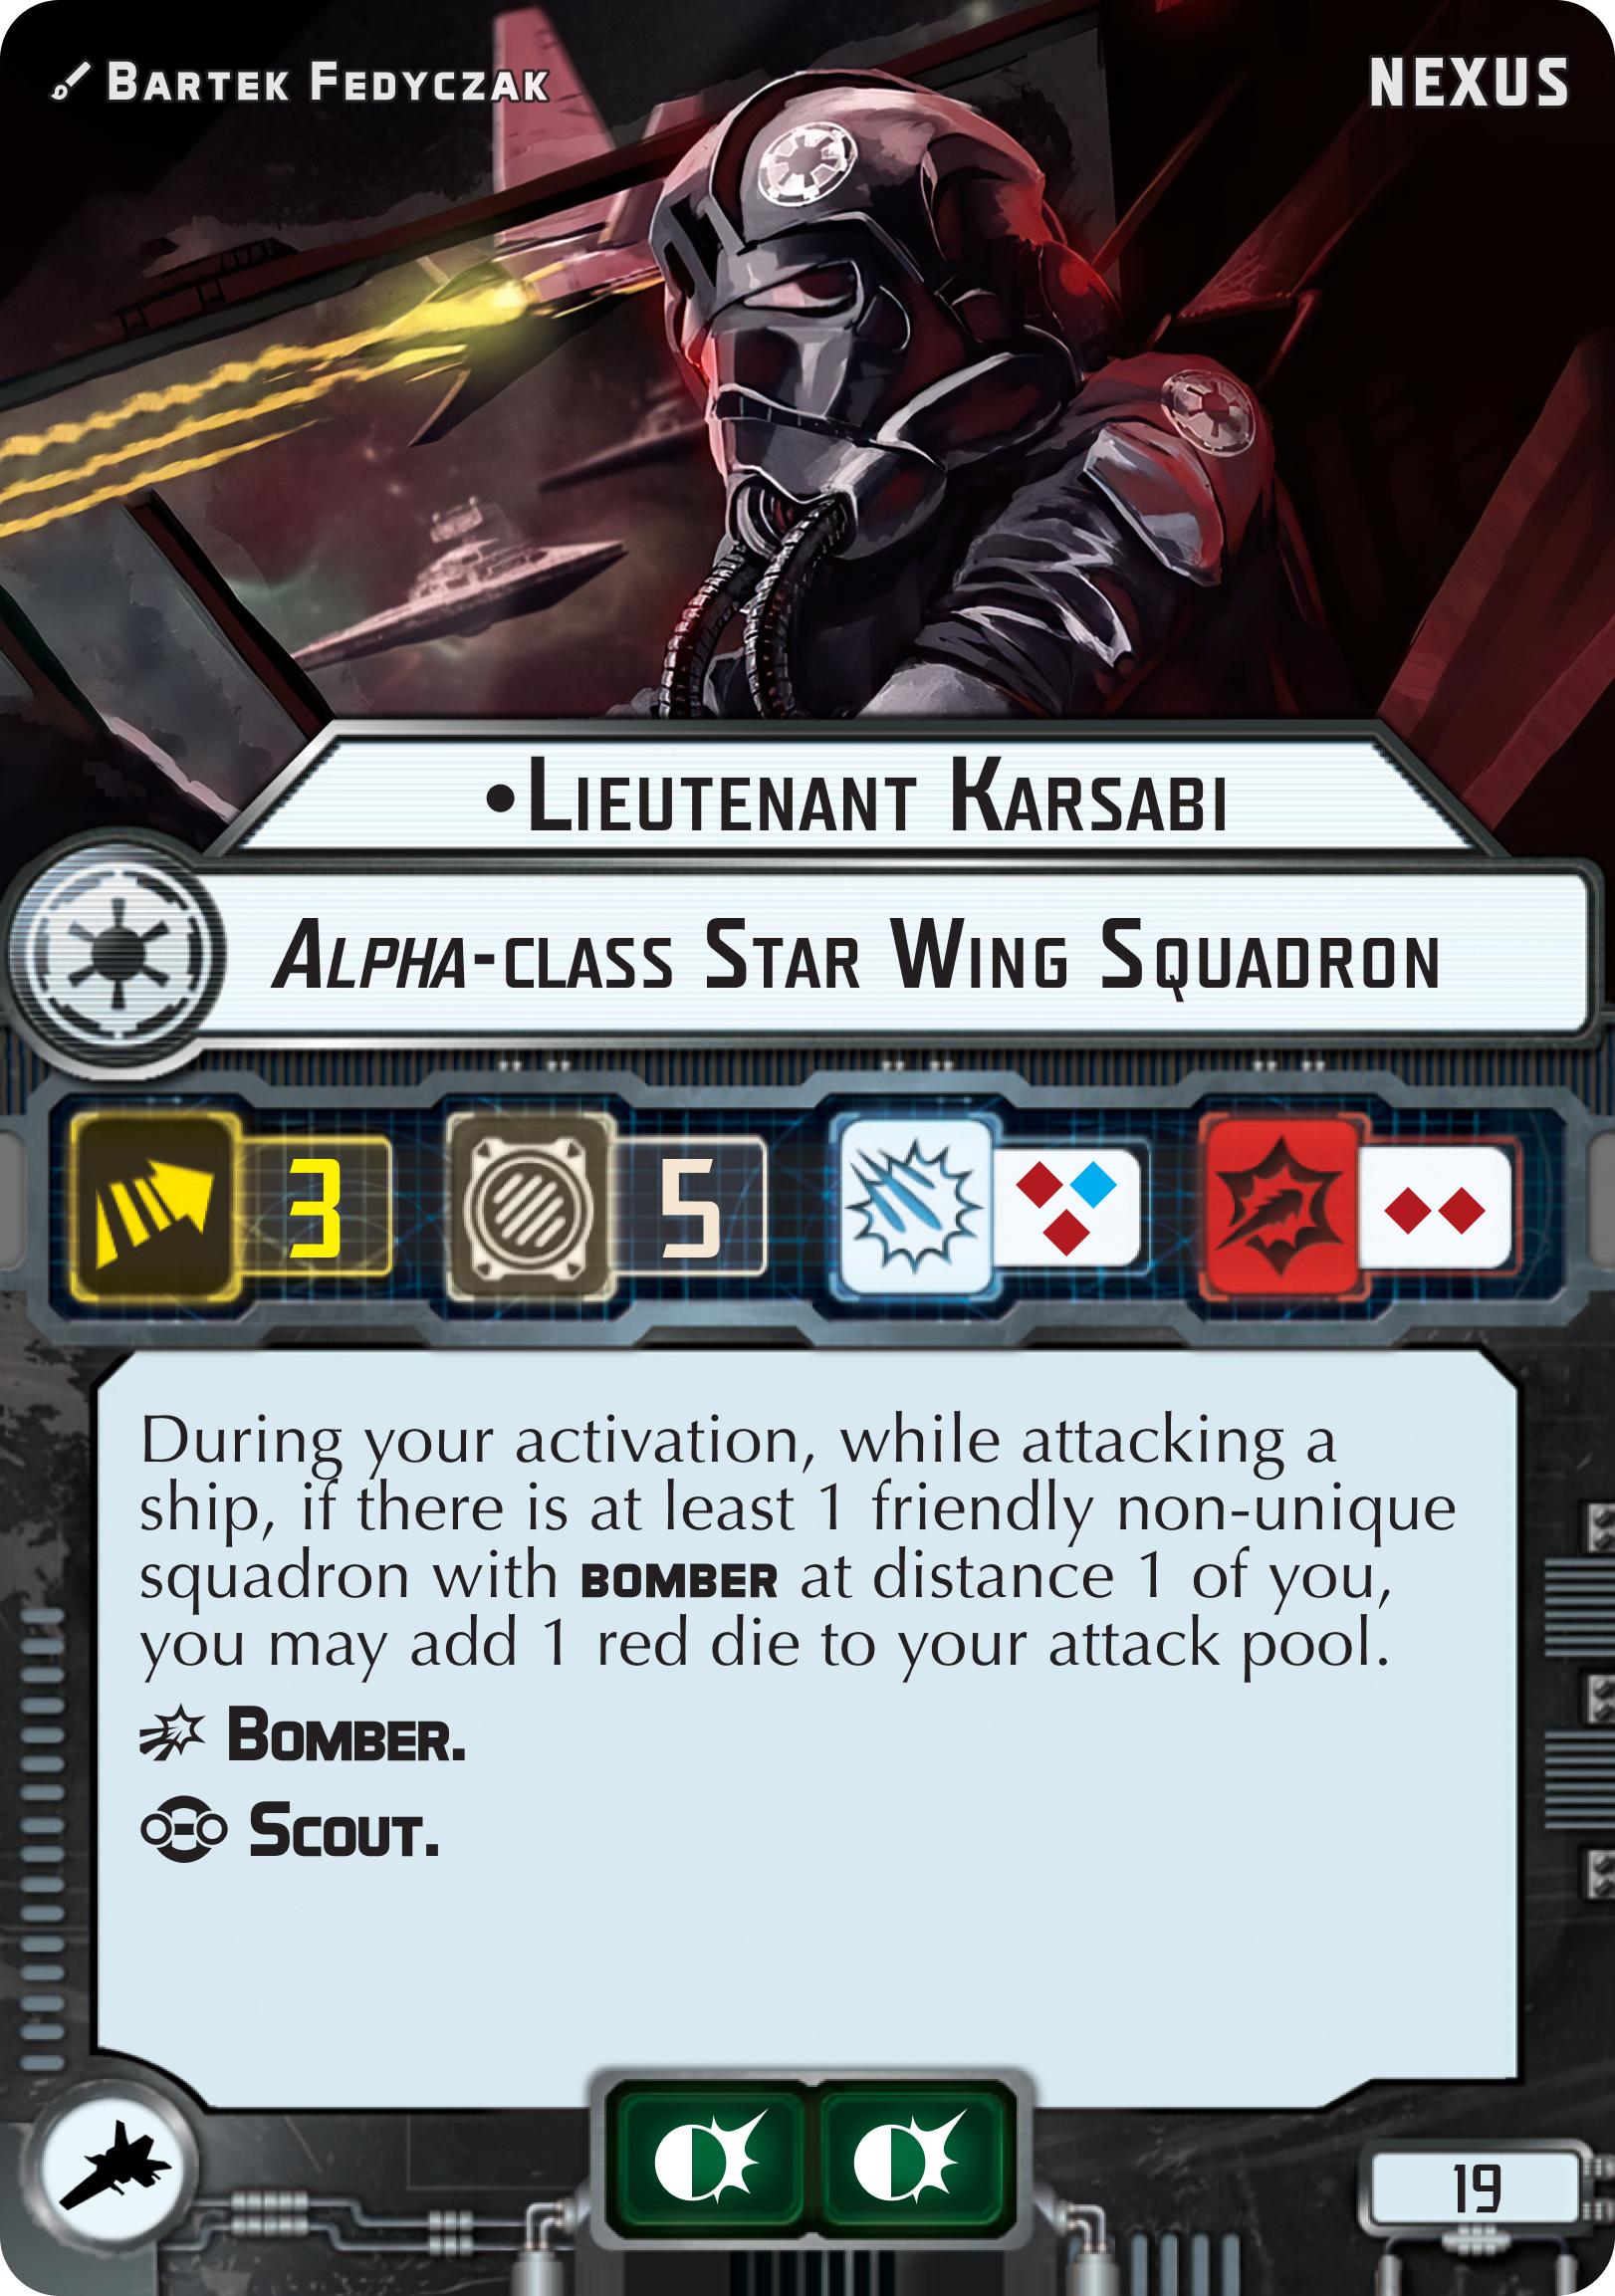 Bartek Fedyczak
NEXUS
•Lieutenant Karsabi
Alpha-class Star Wing Squadron
3
5
During your activation, while attacking a
ship, if there is at least 1 friendly non-unique
squadron with BOMBER at distance 1 of you,
you may add 1 red die to your attack pool.
Bomber.
Scout.
19